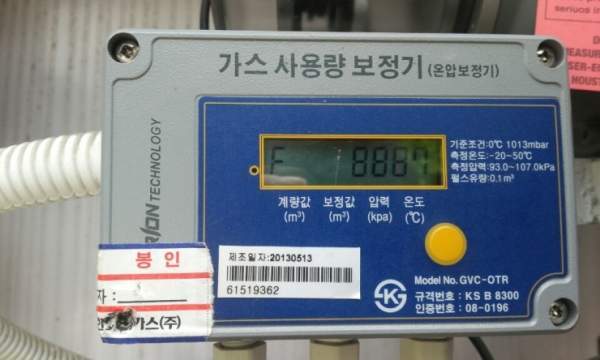 가스 사용량 보정기 (온압보정기)
F 8887
기준조건:0℃ 1013mbar
측정온도:-20~50℃
측정압력:93.0~107.0kPa
펄스유량:0.1m³
계량값 보정값 압력 온도
(m³) (m³) (kpa) (℃)
TECHNOLOGY
제조일자:20130513
61519362
Model No. GVC-OTR
규격번호 : KS B 8300
인증번호 : 08-0196
봉 인
자 :
가스(주)
seriuos in